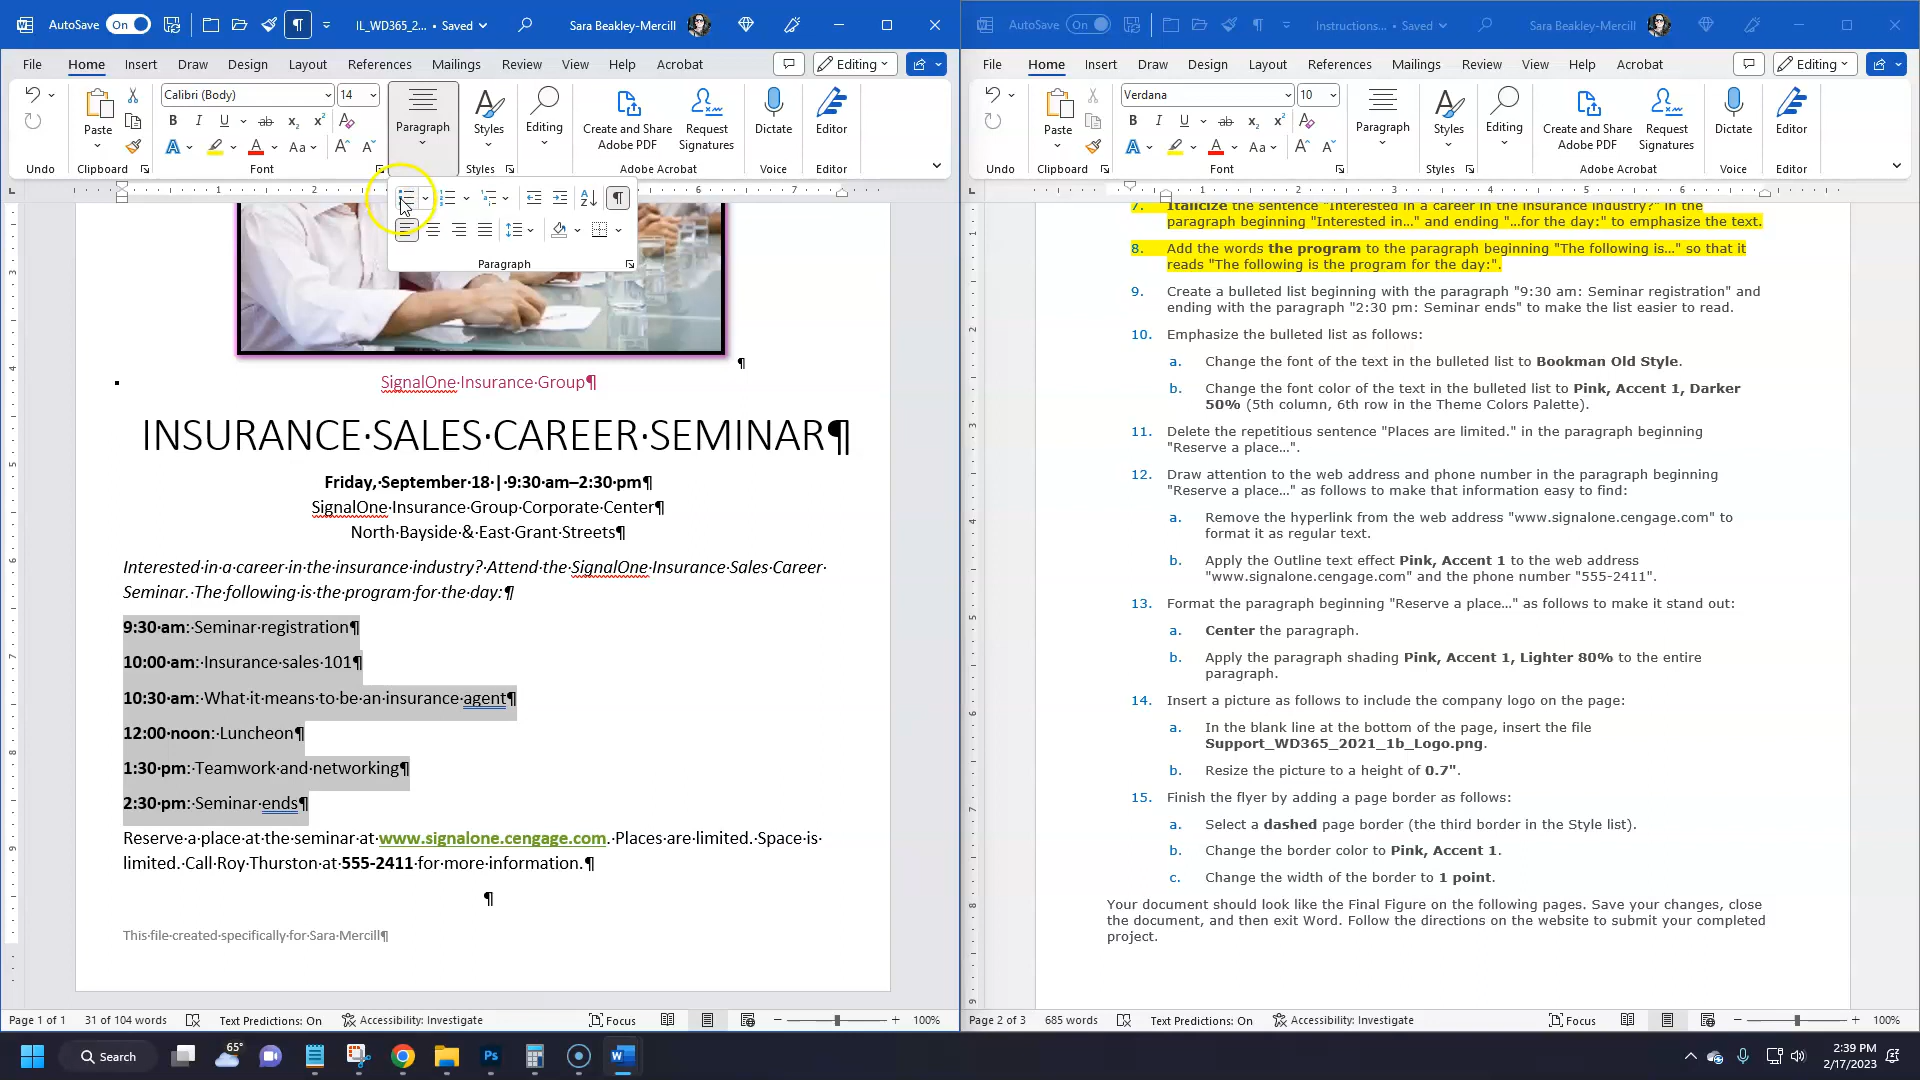 AutoSave On IL_WD365_2... • Saved Sara Beakley-Mercill
File Home Insert Draw Design Layout References Mailings Review View Help Acrobat Editing
Calibri (Body) 14
Paste Paragraph Styles Editing Create and Share Adobe PDF Request Signatures Dictate Editor
Undo Clipboard Font Styles Adobe Acrobat Voice Editor
Paragraph
SignalOne·Insurance·Group¶
INSURANCE·SALES·CAREER·SEMINAR¶
Friday,·September·18·|·9:30·am–2:30·pm¶
SignalOne·Insurance·Group·Corporate·Center¶
North·Bayside·&·East·Grant·Streets¶
Interested·in·a·career·in·the·insurance·industry?·Attend·the·SignalOne·Insurance·Sales·Career·
Seminar.·The·following·is·the·program·for·the·day:¶
9:30·am:·Seminar·registration¶
10:00·am:·Insurance·sales·101¶
10:30·am:·What·it·means·to·be·an·insurance·agent¶
12:00·noon:·Luncheon¶
1:30·pm:·Teamwork·and·networking¶
2:30·pm:·Seminar·ends¶
Reserve·a·place·at·the·seminar·at·www.signalone.cengage.com.·Places·are·limited.·Space·is·
limited.·Call·Roy·Thurston·at·555-2411·for·more·information.¶
¶
This·file·created·specifically·for·Sara·Mercill¶
Page 1 of 1 31 of 104 words Text Predictions: On Accessibility: Investigate Focus 100%
AutoSave On Instructions... • Saved Sara Beakley-Mercill
File Home Insert Draw Design Layout References Mailings Review View Help Acrobat Editing
Verdana 10
Paste Paragraph Styles Editing Create and Share Adobe PDF Request Signatures Dictate Editor
Undo Clipboard Font Styles Adobe Acrobat Voice Editor
7. Italicize the sentence "Interested in a career in the insurance industry?" in the
paragraph beginning "Interested in…" and ending "…for the day:" to emphasize the text.
8. Add the words the program to the paragraph beginning "The following is…" so that it
reads "The following is the program for the day:".
9. Create a bulleted list beginning with the paragraph "9:30 am: Seminar registration" and
ending with the paragraph "2:30 pm: Seminar ends" to make the list easier to read.
10. Emphasize the bulleted list as follows:
a. Change the font of the text in the bulleted list to Bookman Old Style.
b. Change the font color of the text in the bulleted list to Pink, Accent 1, Darker
50% (5th column, 6th row in the Theme Colors Palette).
11. Delete the repetitious sentence "Places are limited." in the paragraph beginning
"Reserve a place…".
12. Draw attention to the web address and phone number in the paragraph beginning
"Reserve a place…" as follows to make that information easy to find:
a. Remove the hyperlink from the web address "www.signalone.cengage.com" to
format it as regular text.
b. Apply the Outline text effect Pink, Accent 1 to the web address
"www.signalone.cengage.com" and the phone number "555-2411".
13. Format the paragraph beginning "Reserve a place…" as follows to make it stand out:
a. Center the paragraph.
b. Apply the paragraph shading Pink, Accent 1, Lighter 80% to the entire
paragraph.
14. Insert a picture as follows to include the company logo on the page:
a. In the blank line at the bottom of the page, insert the file
Support_WD365_2021_1b_Logo.png.
b. Resize the picture to a height of 0.7".
15. Finish the flyer by adding a page border as follows:
a. Select a dashed page border (the third border in the Style list).
b. Change the border color to Pink, Accent 1.
c. Change the width of the border to 1 point.
Your document should look like the Final Figure on the following pages. Save your changes, close
the document, and then exit Word. Follow the directions on the website to submit your completed
project.
Page 2 of 3 685 words Text Predictions: On Accessibility: Investigate Focus 100%
Search 65° 2:39 PM
2/17/2023